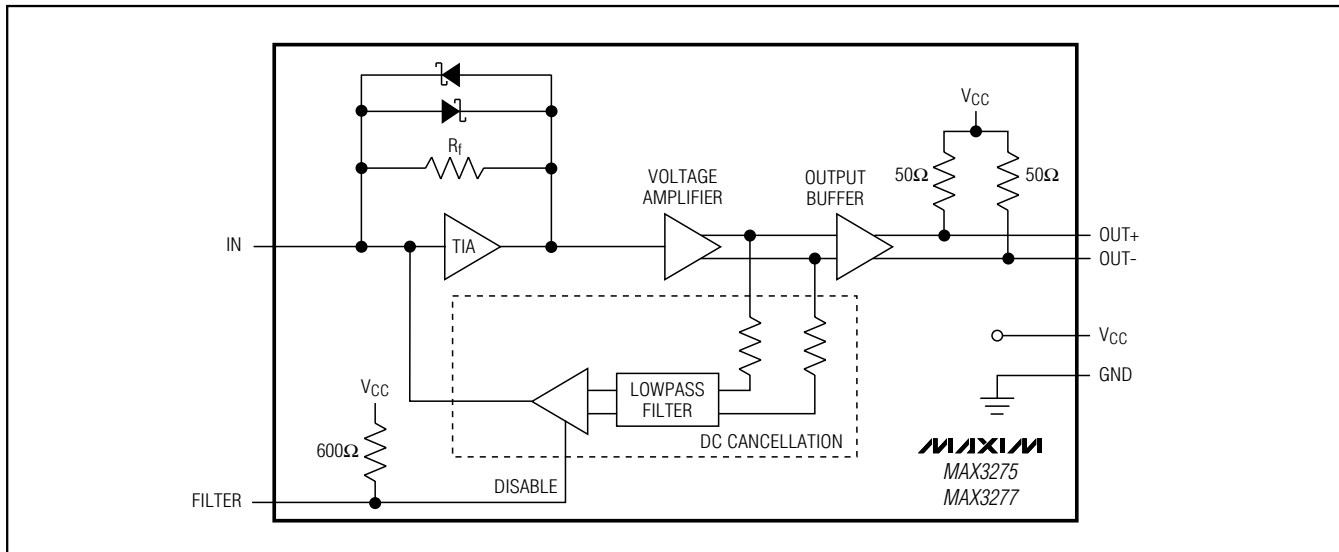 VCC
Rf
VOLTAGE
AMPLIFIER
OUTPUT
BUFFER
50Ω
50Ω
IN
TIA
OUT+
OUT-
VCC
GND
VCC
LOWPASS
FILTER
DC CANCELLATION
600Ω
DISABLE
FILTER
MAXIM
MAX3275
MAX3277